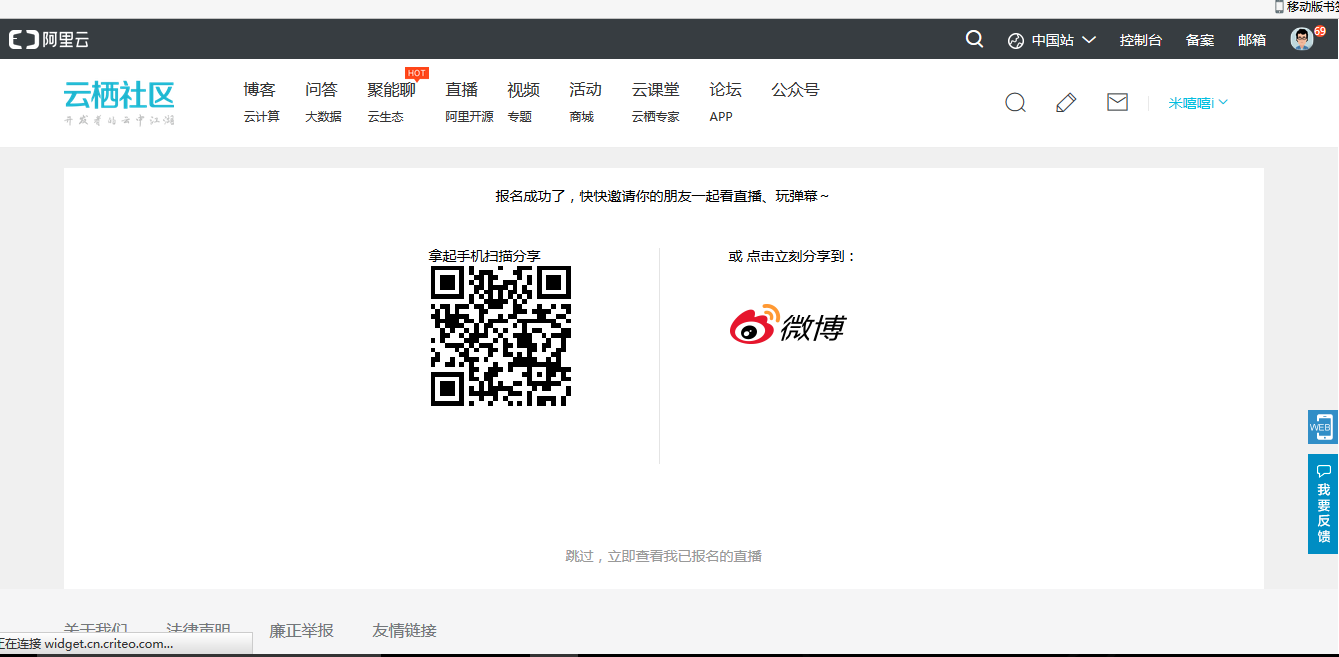 移动版书签
阿里云
中国站 控制台 备案 邮箱 69
HOT
云栖社区 博客 问答 聚能聊 直播 视频 活动 云课堂 论坛 公众号
开发者的云中江湖 云计算 大数据 云生态 阿里开源 专题 商城 云栖专家 APP
米嘻嘻i
报名成功了，快快邀请你的朋友一起看直播、玩弹幕～
拿起手机扫描分享
或 点击立刻分享到：
微博
WEB
我要反馈
跳过，立即查看我已报名的直播
关于我们 法律声明 廉正举报 友情链接
正在连接 widget.cn.criteo.com...